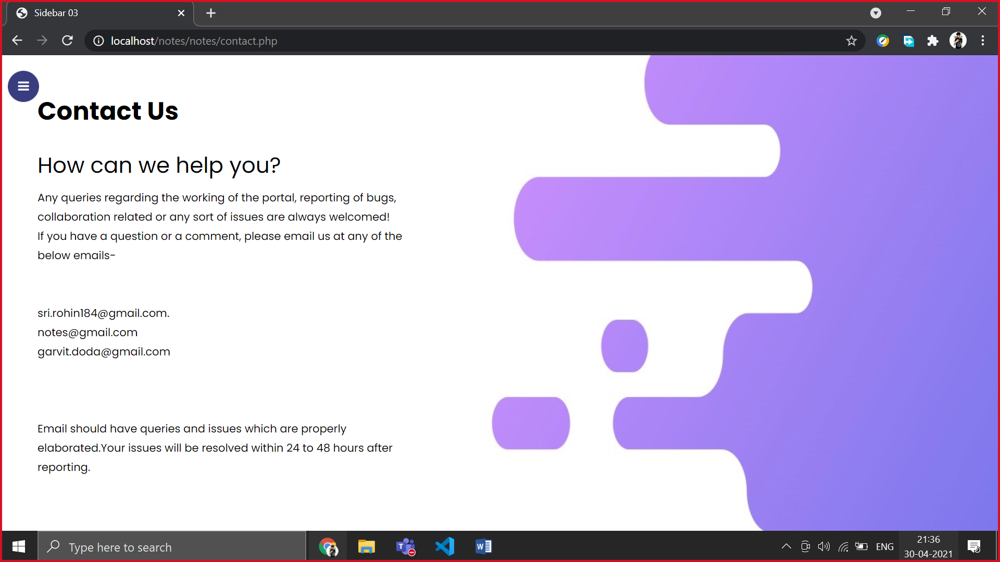 Sidebar 03
localhost/notes/notes/contact.php
Contact Us
How can we help you?
Any queries regarding the working of the portal, reporting of bugs,
collaboration related or any sort of issues are always welcomed!
If you have a question or a comment, please email us at any of the
below emails-
sri.rohin184@gmail.com.
notes@gmail.com
garvit.doda@gmail.com
Email should have queries and issues which are properly
elaborated.Your issues will be resolved within 24 to 48 hours after
reporting.
Type here to search
T
W
ENG
21:36
30-04-2021